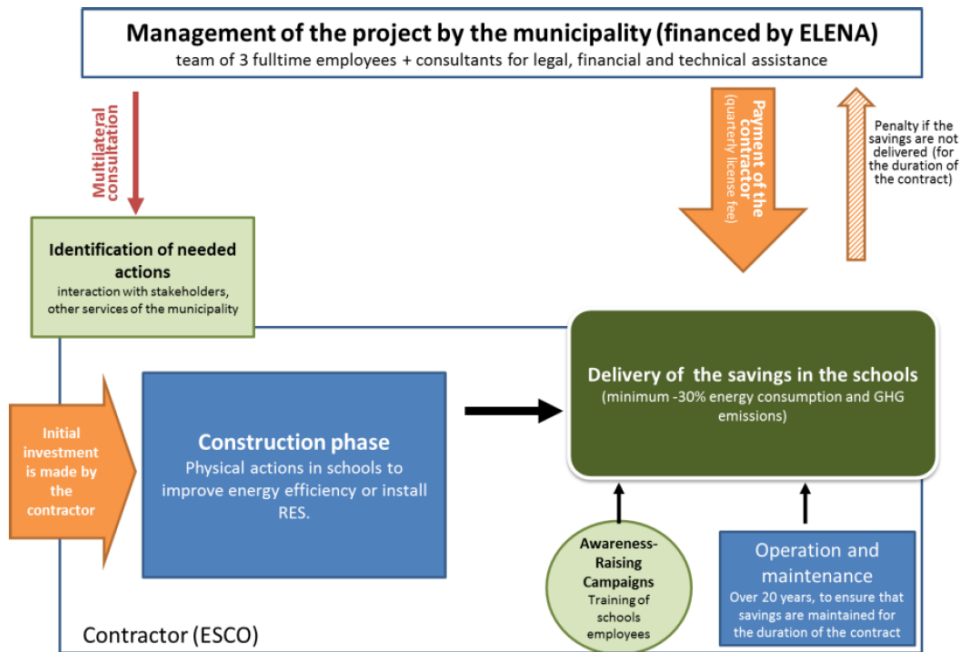 Management of the project by the municipality (financed by ELENA)
team of 3 fulltime employees + consultants for legal, financial and technical assistance
Multilateral
consultation
Payment of the
contractor
(quarterly license fee)
Penalty if the
savings are not
delivered (for
the duration of
the contract)
Identification of needed
actions
interaction with stakeholders,
other services of the municipality
Initial
investment
is made by
the
contractor
Construction phase
Physical actions in schools to
improve energy efficiency or install
RES.
Delivery of the savings in the schools
(minimum -30% energy consumption and GHG
emissions)
Awareness-
Raising
Campaigns
Training of
schools
employees
Operation and
maintenance
Over 20 years, to ensure that
savings are maintained for
the duration of the contract
Contractor (ESCO)